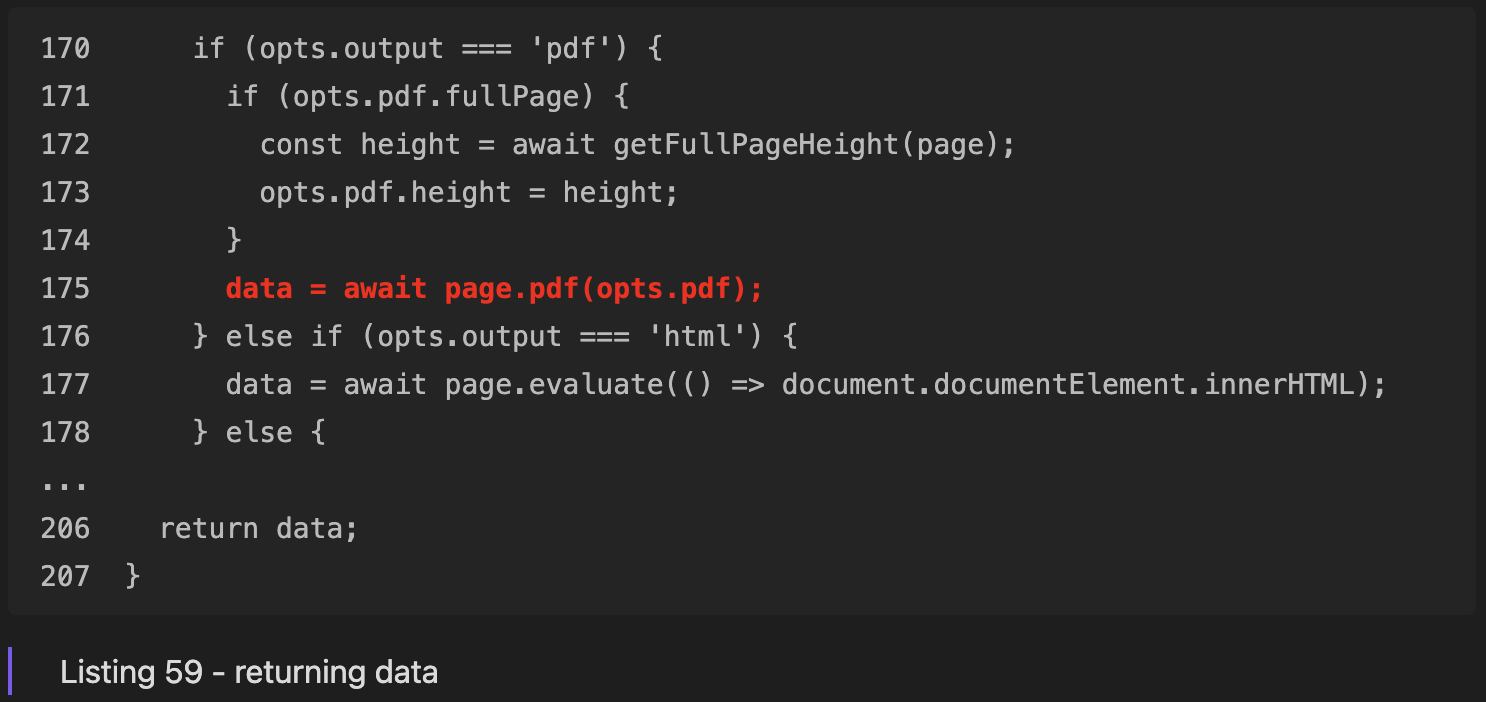 170      if (opts.output === 'pdf') {
171        if (opts.pdf.fullPage) {
172          const height = await getFullPageHeight(page);
173          opts.pdf.height = height;
174        }
175        data = await page.pdf(opts.pdf);
176      } else if (opts.output === 'html') {
177        data = await page.evaluate(() => document.documentElement.innerHTML);
178      } else {
...
206    return data;
207  }
Listing 59 - returning data